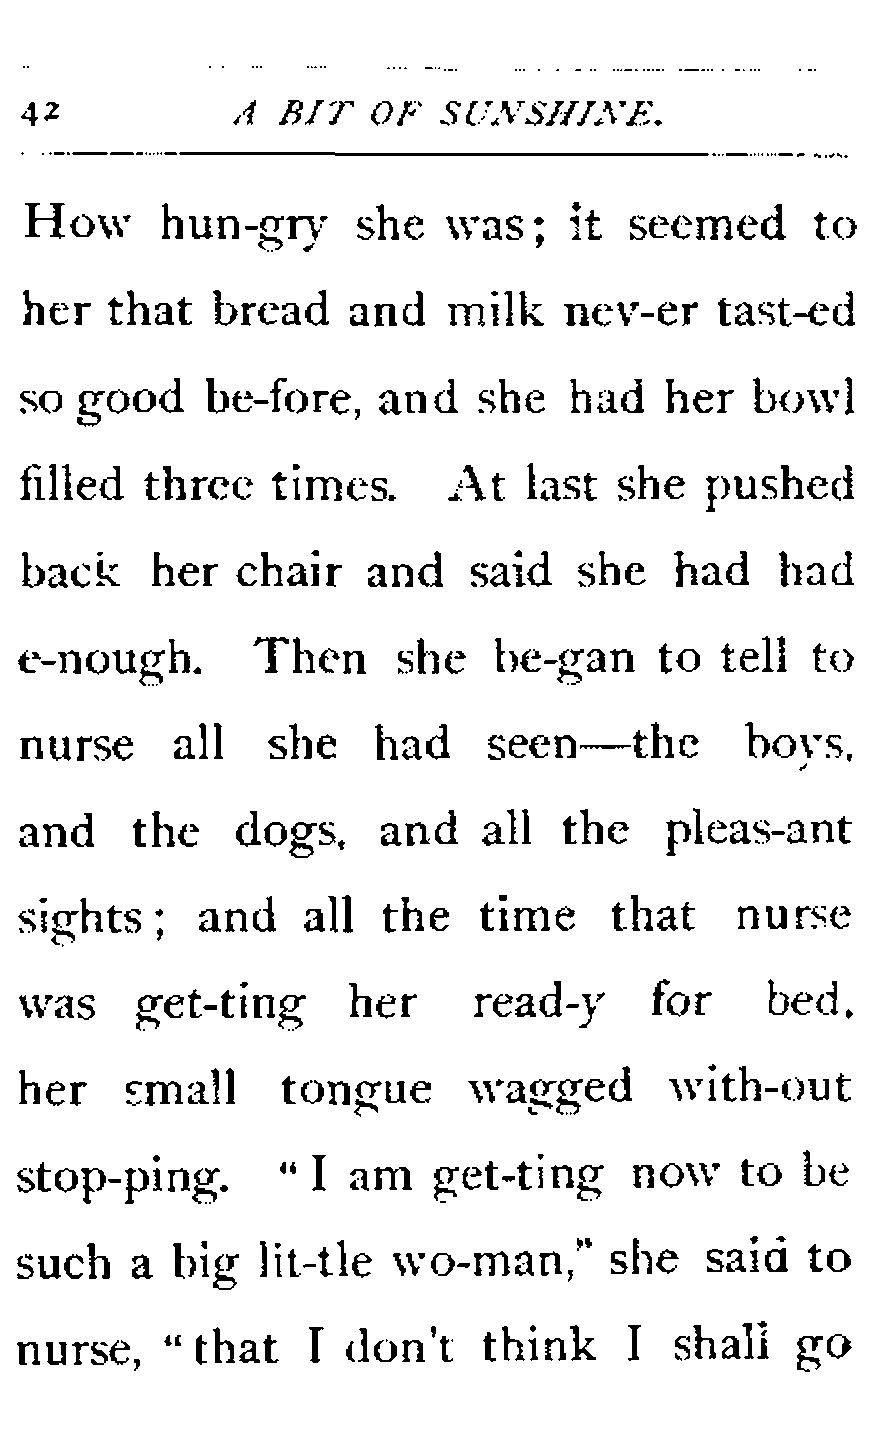 42 A BIT OF SUNSHINE.
How hun-gry she was; it seemed to
her that bread and milk nev-er tast-ed
so good be-fore, and she had her bowl
filled three times. At last she pushed
back her chair and said she had had
e-nough. Then she be-gan to tell to
nurse all she had seen—the boys,
and the dogs, and all the pleas-ant
sights; and all the time that nurse
was get-ting her read-y for bed,
her small tongue wagged with-out
stop-ping. "I am get-ting now to be
such a big lit-tle wo-man," she said to
nurse, "that I don't think I shall go